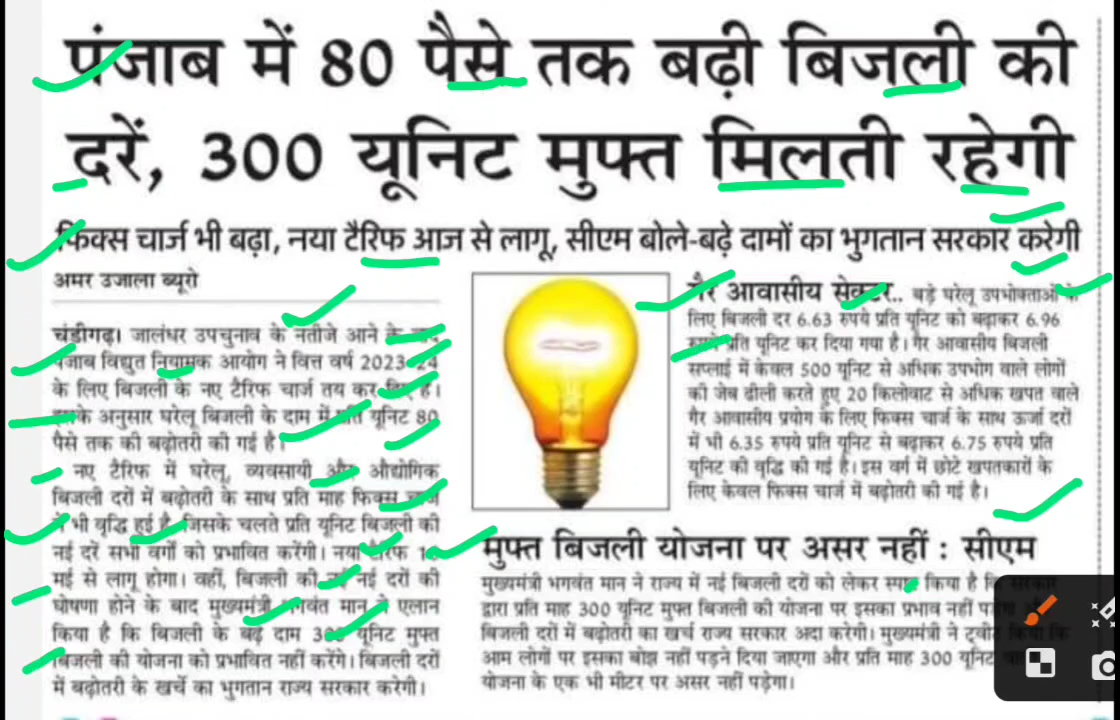 पंजाब में 80 पैसे तक बढ़ी बिजली की
दरें, 300 यूनिट मुफ्त मिलती रहेगी
फिक्स चार्ज भी बढ़ा, नया टैरिफ आज से लागू, सीएम बोले-बढ़े दामों का भुगतान सरकार करेगी
अमर उजाला ब्यूरो
चंडीगढ़। जालंधर उपचुनाव के नतीजे आने के बाद
पंजाब विद्युत नियामक आयोग ने वित्त वर्ष 2023-24
के लिए बिजली के नए टैरिफ चार्ज तय कर दिए हैं।
इसके अनुसार घरेलू बिजली के दाम में प्रति यूनिट 80
पैसे तक की बढ़ोतरी की गई है।
नए टैरिफ में घरेलू, व्यवसायी और औद्योगिक
बिजली दरों में बढ़ोतरी के साथ प्रति माह फिक्स चार्ज
में भी वृद्धि हुई है, जिसके चलते प्रति यूनिट बिजली की
नई दरें सभी वर्गों को प्रभावित करेंगी। नया टैरिफ
मई से लागू होगा। वहीं, बिजली की नई दरों की
घोषणा होने के बाद मुख्यमंत्री भगवंत मान ने एलान
किया है कि बिजली के बढ़े दाम 300 यूनिट मुफ्त
बिजली की योजना को प्रभावित नहीं करेंगे। बिजली दरों
में बढ़ोतरी के खर्चे का भुगतान राज्य सरकार करेगी।
गैर आवासीय सेक्टर.. बड़े घरेलू उपभोक्ताओं के
लिए बिजली दर 6.63 रुपये प्रति यूनिट को बढ़ाकर 6.96
रुपये प्रति यूनिट कर दिया गया है। गैर आवासीय बिजली
सप्लाई में केवल 500 यूनिट से अधिक उपभोग वाले लोगों
की जेब ढीली करते हुए 20 किलोवाट से अधिक खपत वाले
गैर आवासीय प्रयोग के लिए फिक्स चार्ज के साथ ऊर्जा दरों
में भी 6.35 रुपये प्रति यूनिट से बढ़ाकर 6.75 रुपये प्रति
यूनिट की वृद्धि की गई है। इस वर्ग में छोटे खपतकारों के
लिए केवल फिक्स चार्ज में बढ़ोतरी की गई है।
मुफ्त बिजली योजना पर असर नहीं : सीएम
मुख्यमंत्री भगवंत मान ने राज्य में नई बिजली दरों को लेकर स्पष्ट किया है कि सरकार
द्वारा प्रति माह 300 यूनिट मुफ्त बिजली की योजना पर इसका प्रभाव नहीं
बिजली दरों में बढ़ोतरी का खर्च राज्य सरकार अदा करेगी। मुख्यमंत्री ने ट्वीट किया कि
आम लोगों पर इसका बोझ नहीं पड़ने दिया जाएगा और प्रति माह 300 यूनिट
योजना के एक भी मीटर पर असर नहीं पड़ेगा।